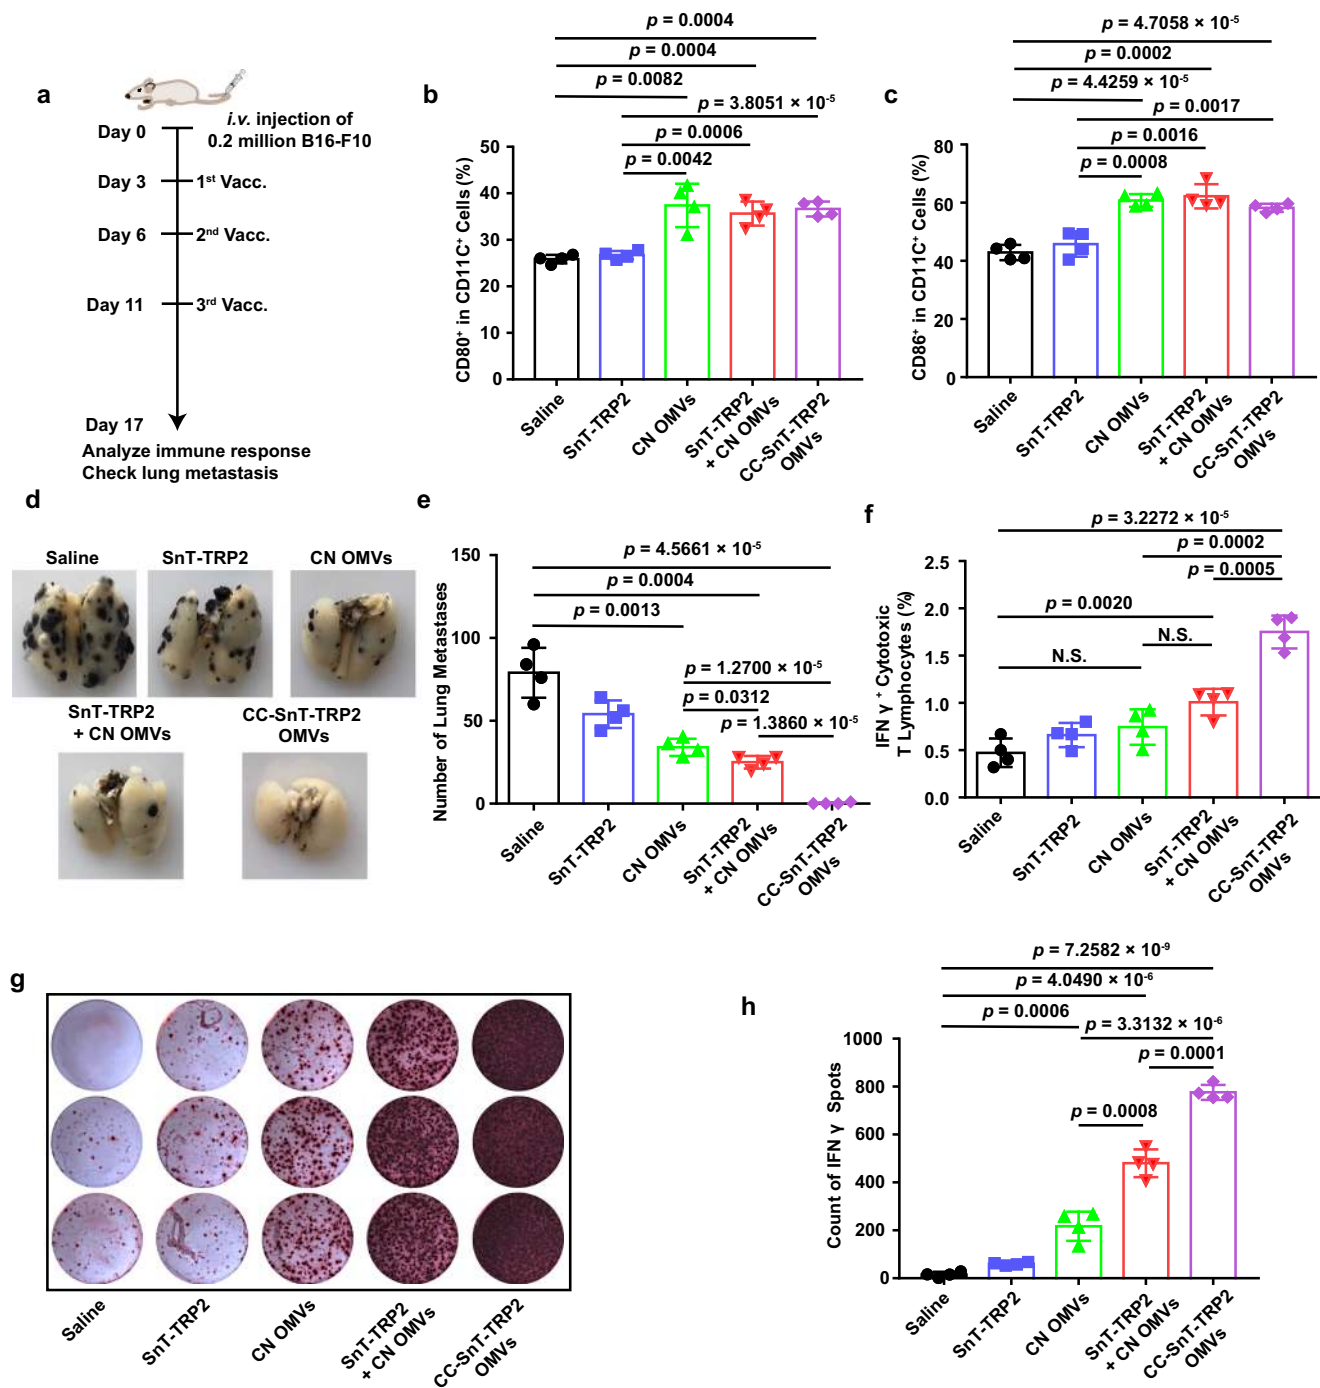 a
Day 0
i.v. injection of
0.2 million B16-F10
Day 3
1st Vacc.
Day 6
2nd Vacc.
Day 11
3rd Vacc.
Day 17
Analyze immune response
Check lung metastasis
b
p = 0.0004
p = 0.0004
p = 0.0082
p = 3.8051 × 10-5
p = 0.0006
p = 0.0042
CD80+ in CD11C+ Cells (%)
50
40
30
20
10
0
Saline
SnT-TRP2
CN OMVs
SnT-TRP2
+ CN OMVs
CC-SnT-TRP2
OMVs
c
p = 4.7058 × 10-5
p = 0.0002
p = 4.4259 × 10-5
p = 0.0017
p = 0.0016
p = 0.0008
CD86+ in CD11C+ Cells (%)
80
60
40
20
0
Saline
SnT-TRP2
CN OMVs
SnT-TRP2
+ CN OMVs
CC-SnT-TRP2
OMVs
d
Saline
SnT-TRP2
CN OMVs
SnT-TRP2
+ CN OMVs
CC-SnT-TRP2
OMVs
e
p = 4.5661 × 10-5
p = 0.0004
p = 0.0013
p = 1.2700 × 10-5
p = 0.0312
p = 1.3860 × 10-5
Number of Lung Metastases
150
100
50
0
Saline
SnT-TRP2
CN OMVs
SnT-TRP2
+ CN OMVs
CC-SnT-TRP2
OMVs
f
p = 3.2272 × 10-5
p = 0.0002
p = 0.0005
p = 0.0020
N.S.
N.S.
IFN γ + Cytotoxic
T Lymphocytes (%)
2.5
2.0
1.5
1.0
0.5
0.0
Saline
SnT-TRP2
CN OMVs
SnT-TRP2
+ CN OMVs
CC-SnT-TRP2
OMVs
g
Saline
SnT-TRP2
CN OMVs
SnT-TRP2
+ CN OMVs
CC-SnT-TRP2
OMVs
h
p = 7.2582 × 10-9
p = 4.0490 × 10-6
p = 0.0006
p = 3.3132 × 10-6
p = 0.0001
p = 0.0008
Count of IFN γ Spots
1000
800
600
400
200
0
Saline
SnT-TRP2
CN OMVs
SnT-TRP2
+ CN OMVs
CC-SnT-TRP2
OMVs